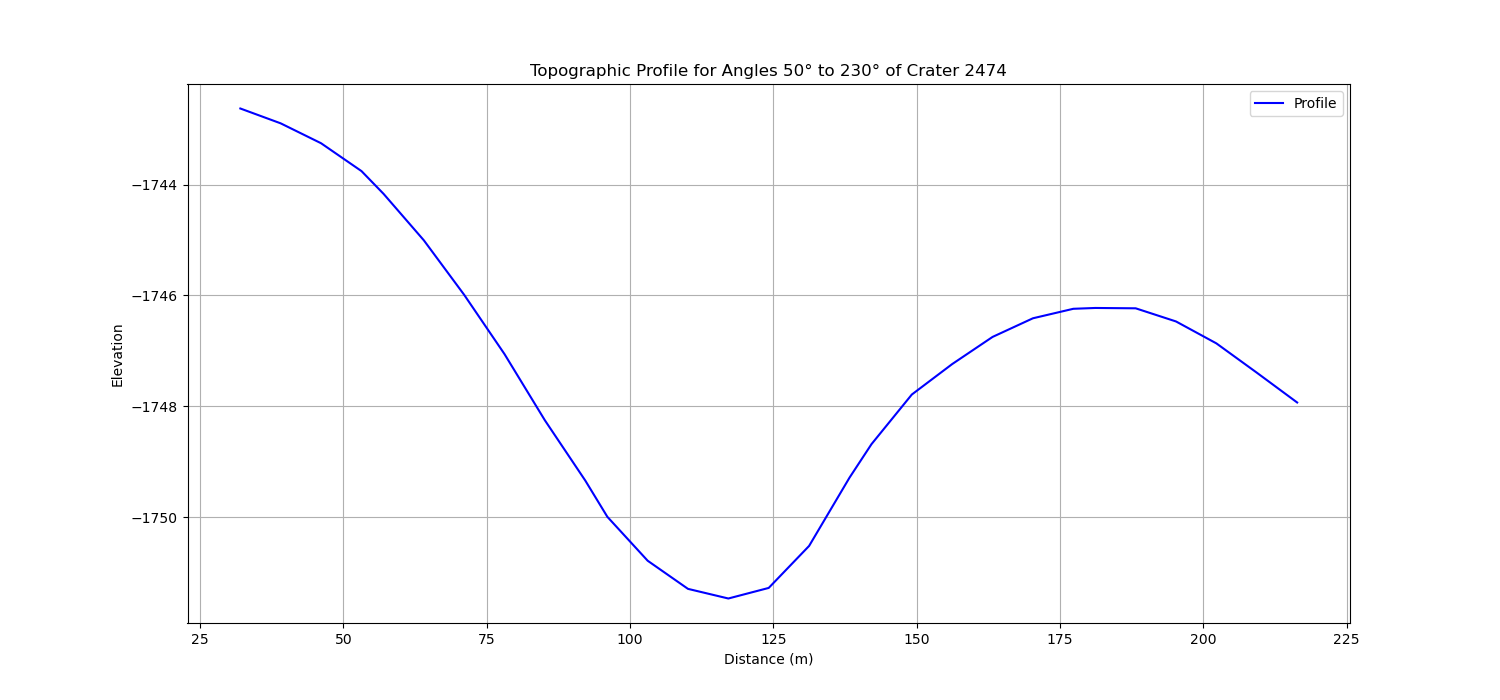 Topographic Profile for Angles 50° to 230° of Crater 2474
Profile
−1744
−1746
−1748
−1750
Elevation
25 50 75 100 125 150 175 200 225
Distance (m)